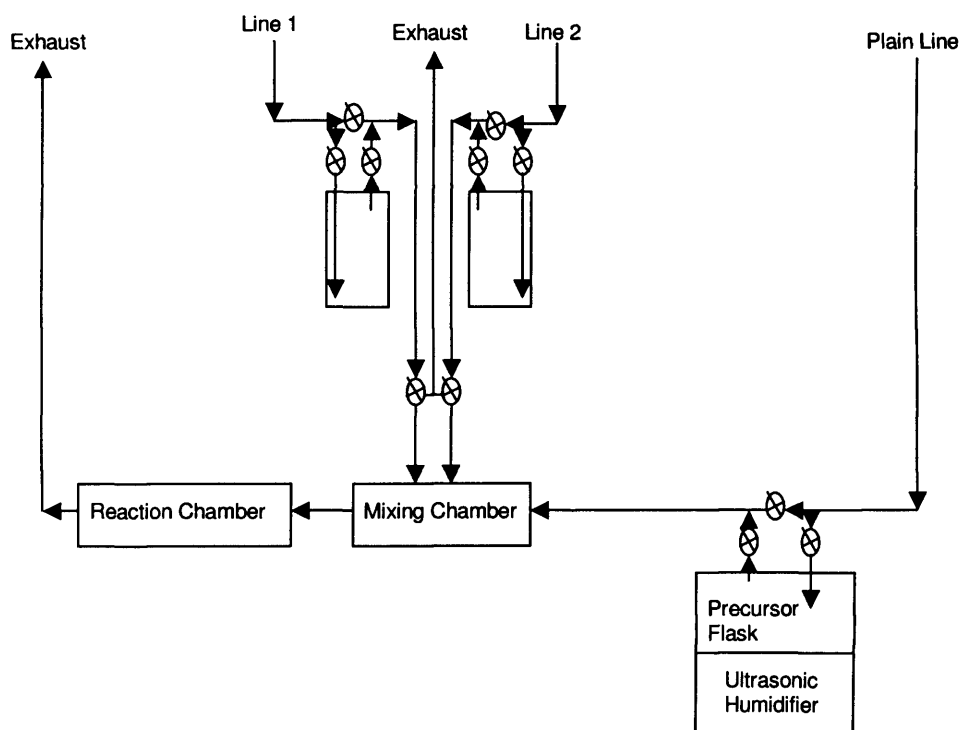 Exhaust
Line 1
Exhaust
Line 2
Plain Line
Reaction Chamber
Mixing Chamber
Precursor
Flask
Ultrasonic
Humidifier